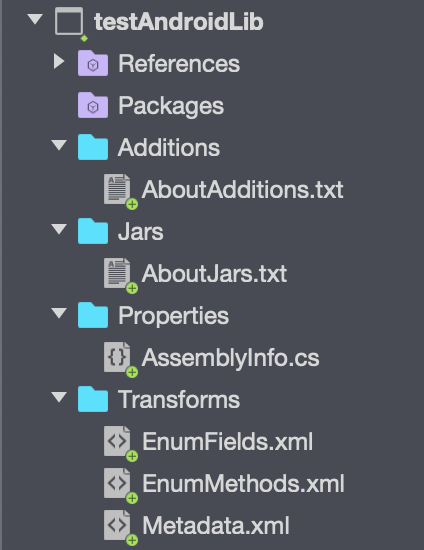 testAndroidLib
References
Packages
Additions
AboutAdditions.txt
Jars
AboutJars.txt
Properties
AssemblyInfo.cs
Transforms
EnumFields.xml
EnumMethods.xml
Metadata.xml